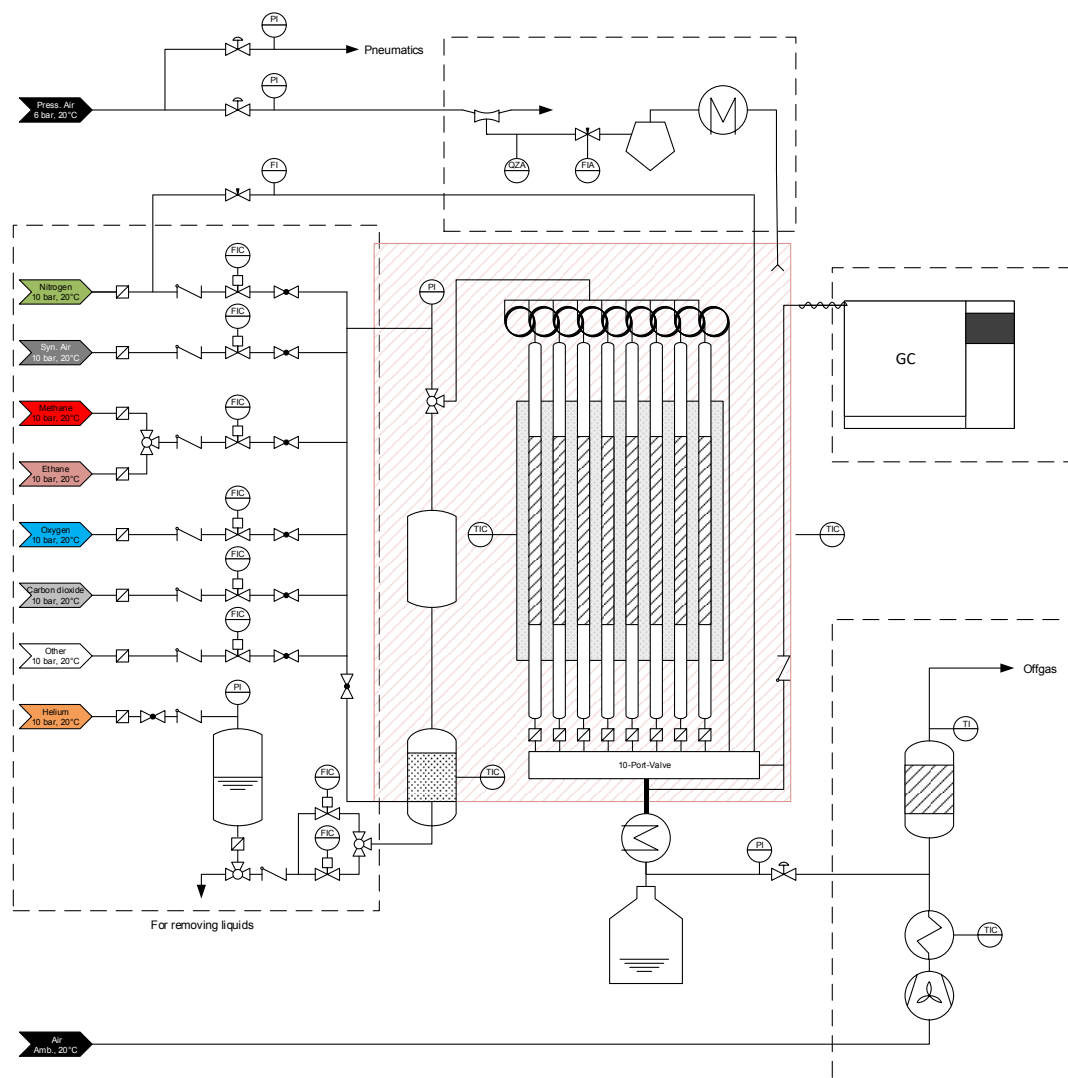 PI
Pneumatics
PI
Press. Air
6 bar, 20°C
QZA
FIA
FI
FIC
Nitrogen
10 bar, 20°C
PI
FIC
Syn. Air
10 bar, 20°C
GC
FIC
Methane
10 bar, 20°C
Ethane
10 bar, 20°C
FIC
Oxygen
10 bar, 20°C
TIC
TIC
FIC
Carbon dioxide
10 bar, 20°C
FIC
Other
10 bar, 20°C
Offgas
PI
Helium
10 bar, 20°C
TI
10-Port-Valve
FIC
TIC
FIC
PI
For removing liquids
TIC
Air
Amb., 20°C